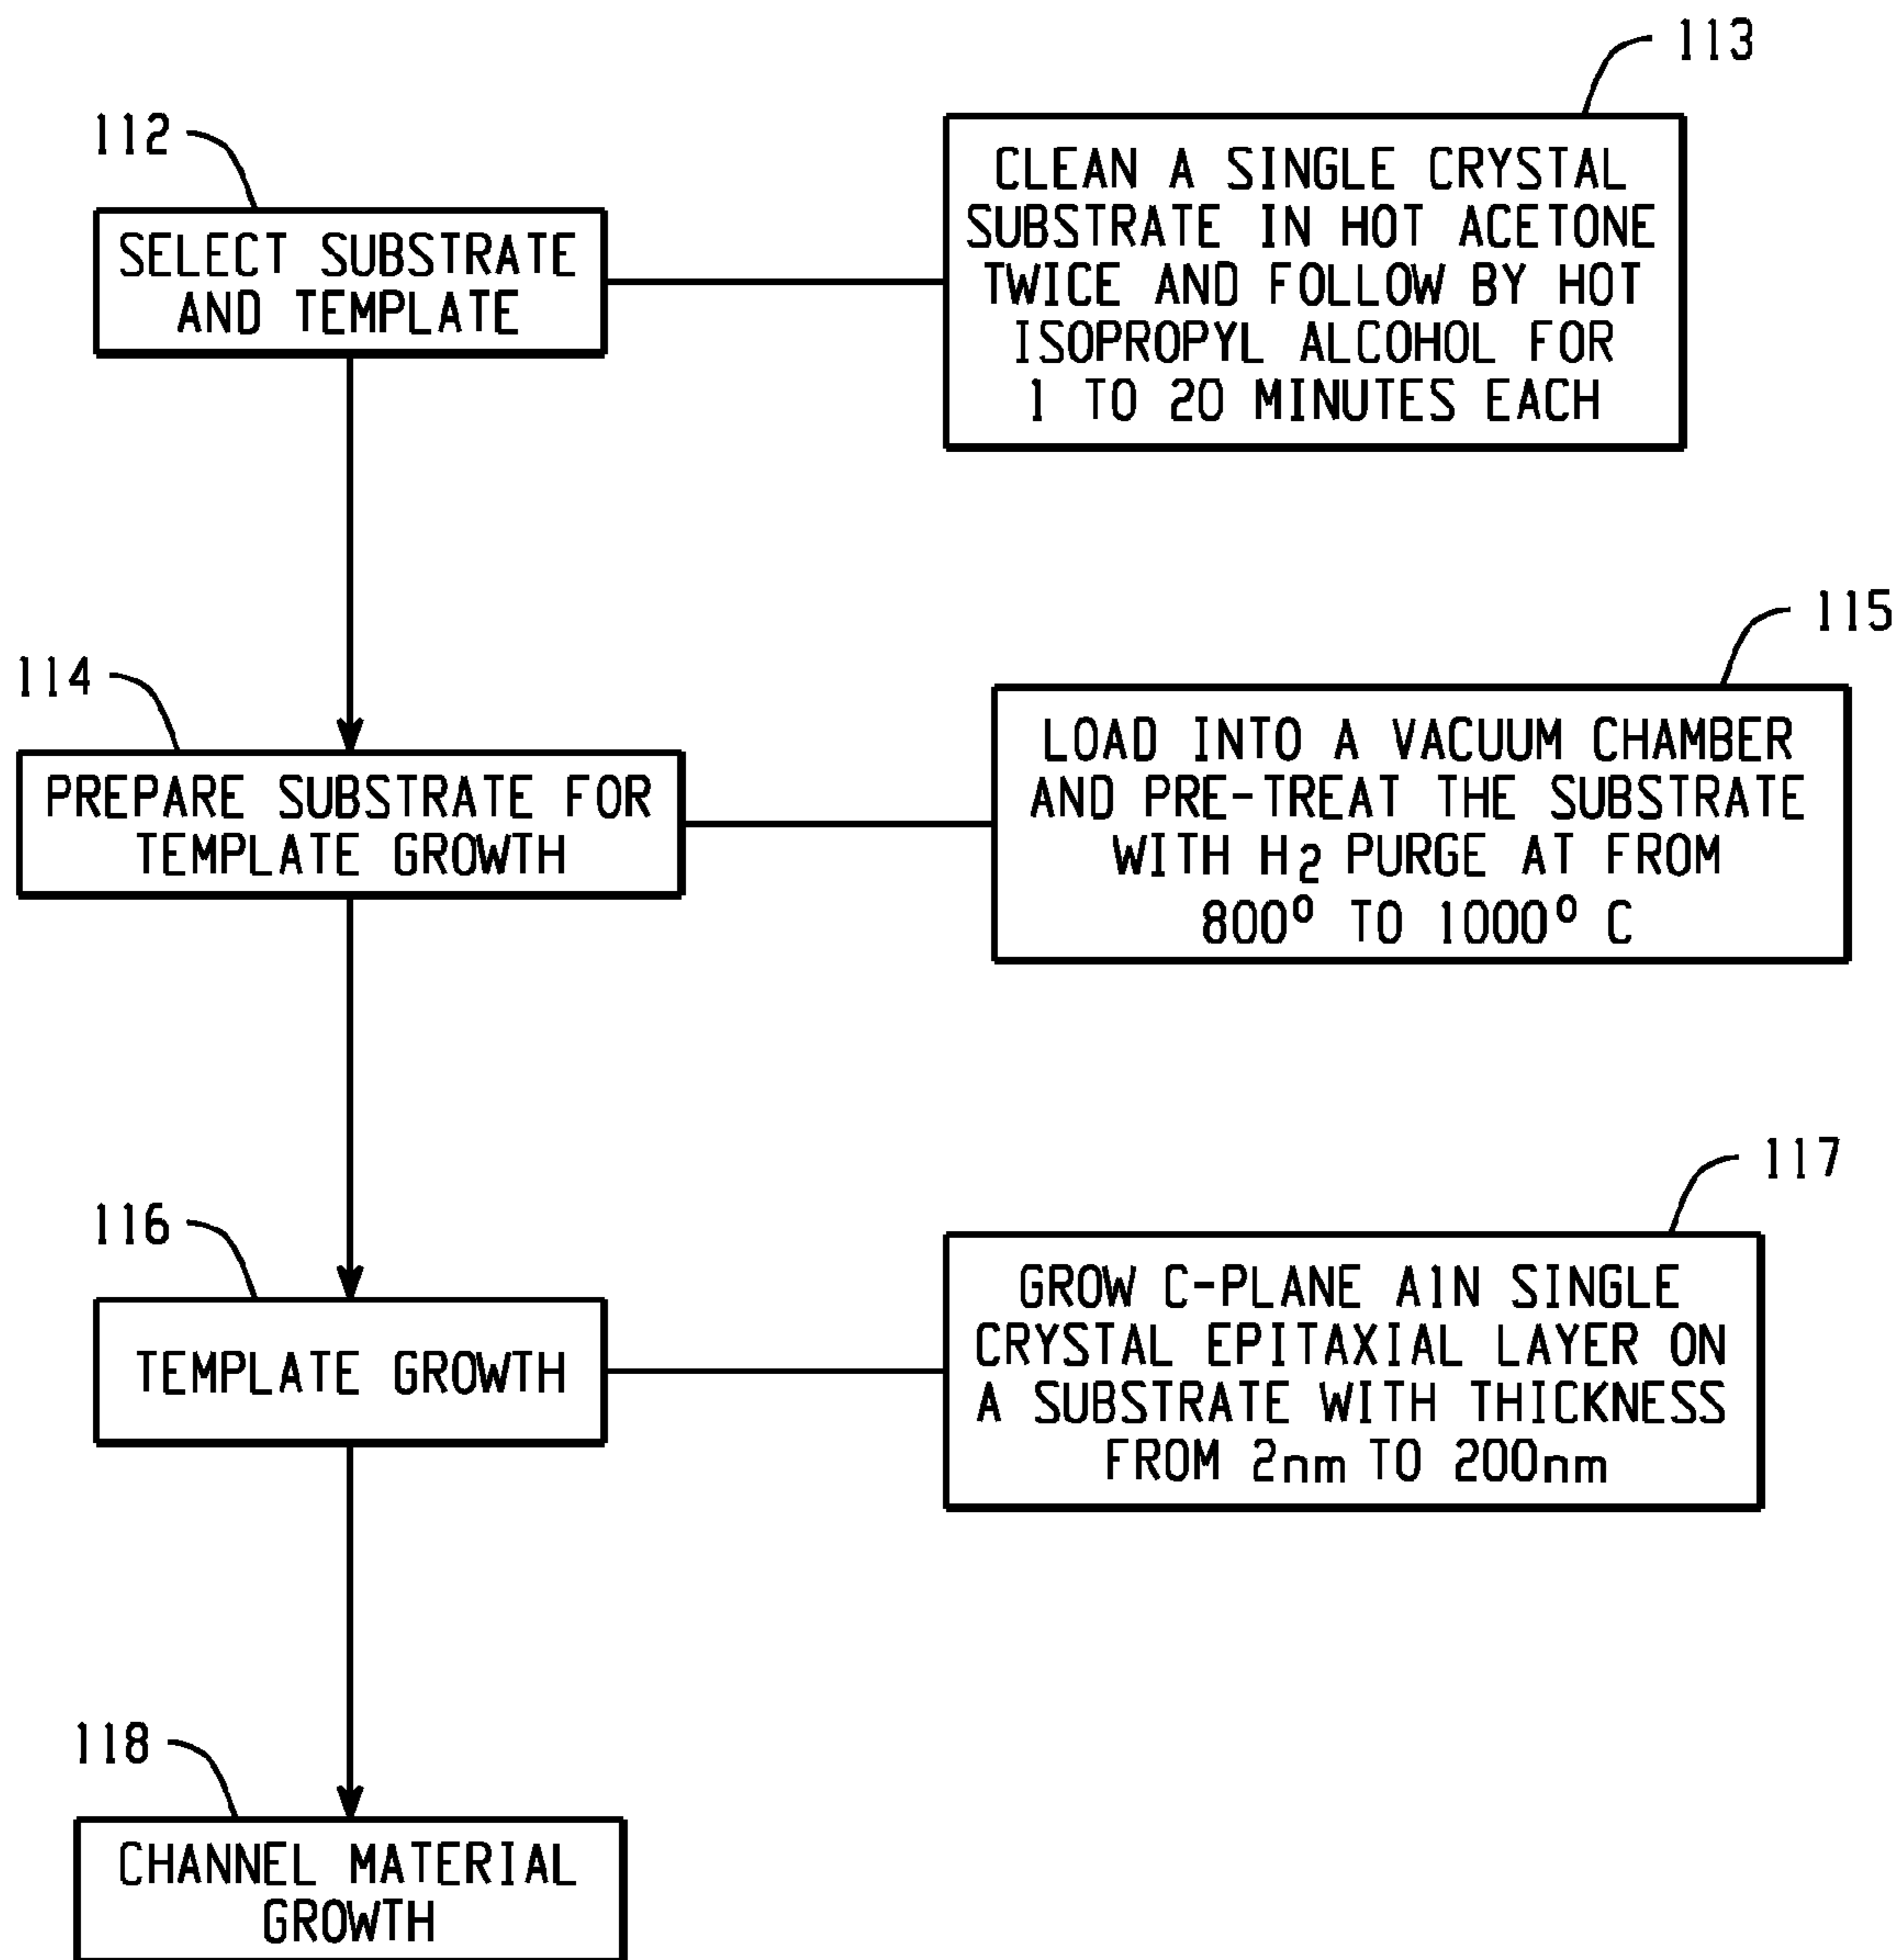 113
112
CLEAN A SINGLE CRYSTAL
SUBSTRATE IN HOT ACETONE
TWICE AND FOLLOW BY HOT
ISOPROPYL ALCOHOL FOR
1 TO 20 MINUTES EACH
SELECT SUBSTRATE
AND TEMPLATE
115
114
LOAD INTO A VACUUM CHAMBER
AND PRE-TREAT THE SUBSTRATE
WITH H₂ PURGE AT FROM
800° TO 1000° C
PREPARE SUBSTRATE FOR
TEMPLATE GROWTH
117
116
GROW C-PLANE AlN SINGLE
CRYSTAL EPITAXIAL LAYER ON
A SUBSTRATE WITH THICKNESS
FROM 2nm TO 200nm
TEMPLATE GROWTH
118
CHANNEL MATERIAL
GROWTH